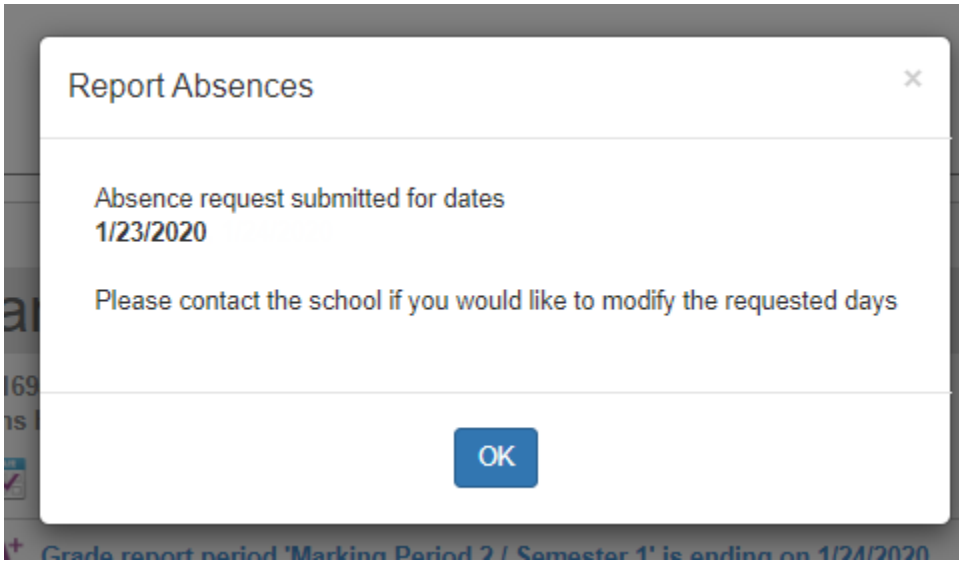 Report Absences ×
Absence request submitted for dates
1/23/2020
Please contact the school if you would like to modify the requested days
169
OK
Grade report period 'Marking Period 2 / Semester 1' is ending on 1/24/2020